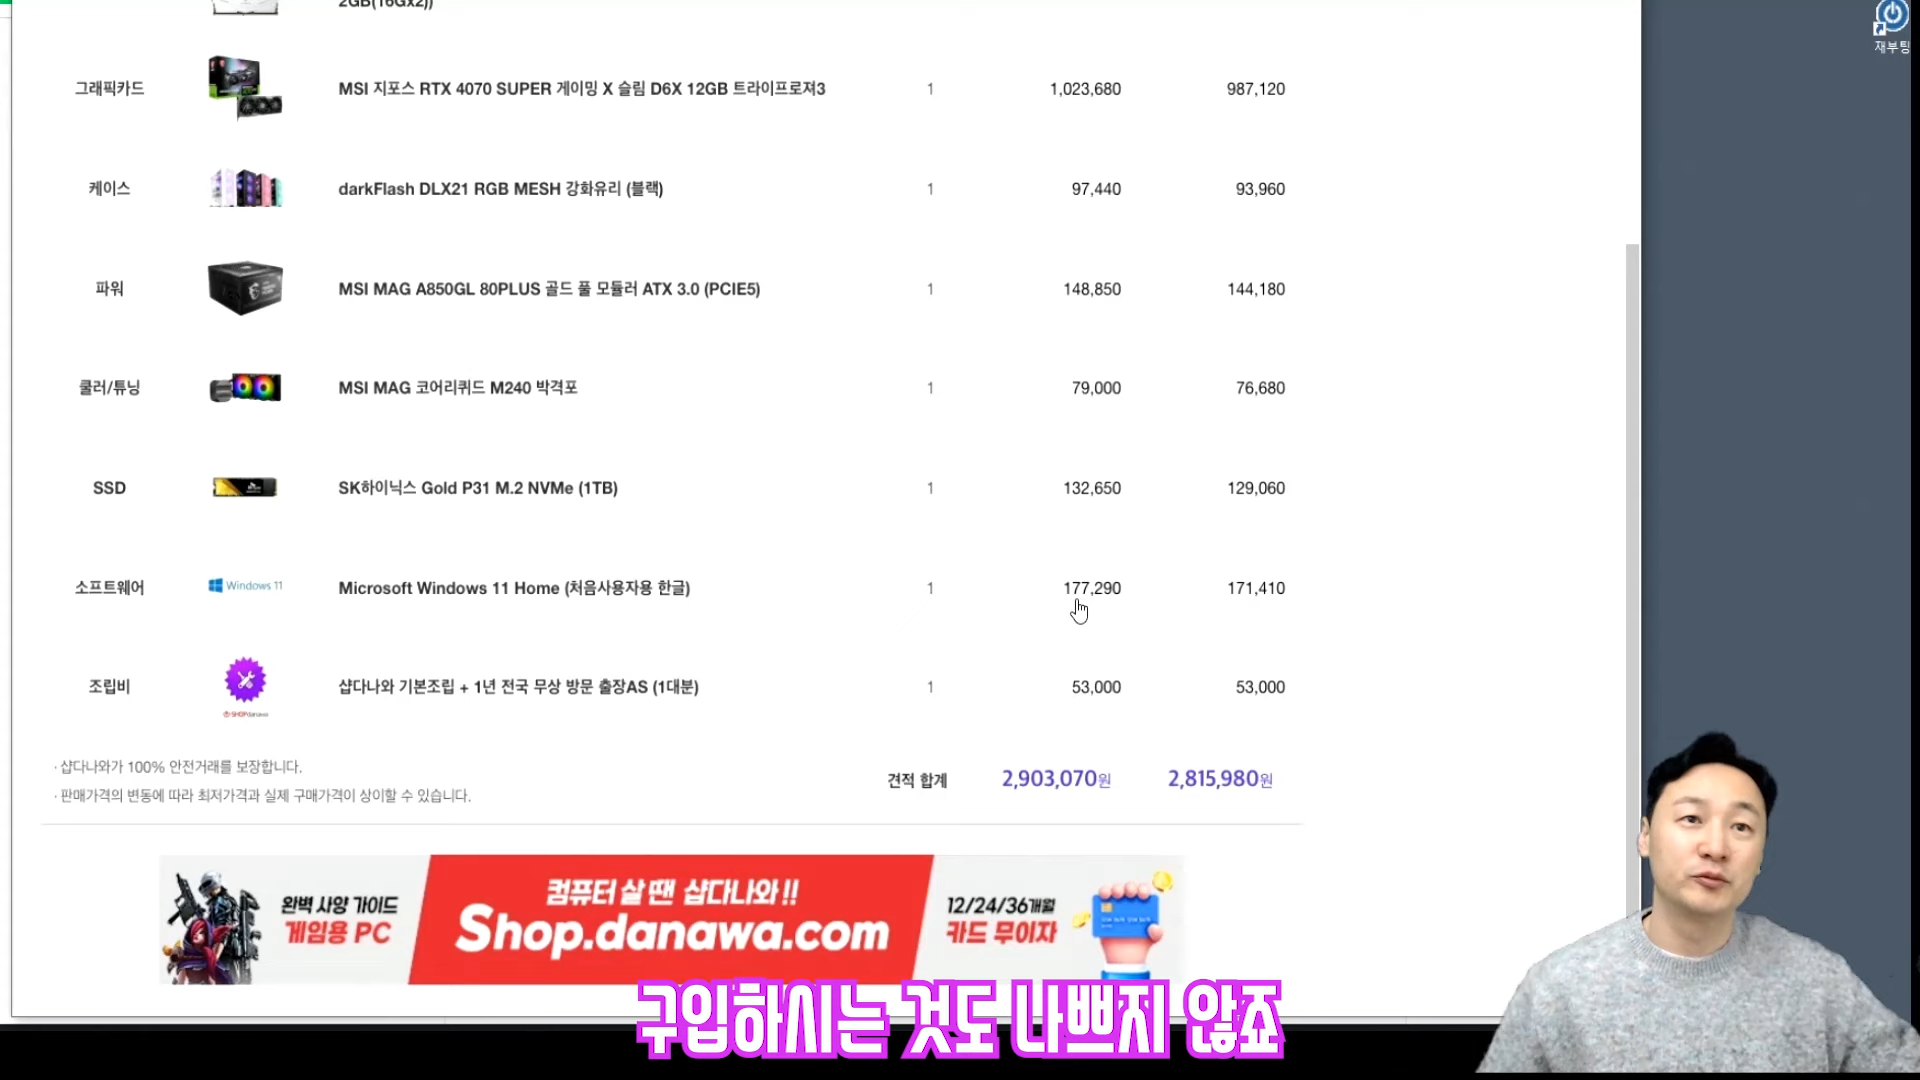 2GB(16Gx2))
재부팅
그래픽카드 MSI 지포스 RTX 4070 SUPER 게이밍 X 슬림 D6X 12GB 트라이프로져3 1 1,023,680 987,120
케이스 darkFlash DLX21 RGB MESH 강화유리 (블랙) 1 97,440 93,960
파워 MSI MAG A850GL 80PLUS 골드 풀 모듈러 ATX 3.0 (PCIE5) 1 148,850 144,180
쿨러/튜닝 MSI MAG 코어리퀴드 M240 박격포 1 79,000 76,680
SSD SK하이닉스 Gold P31 M.2 NVMe (1TB) 1 132,650 129,060
소프트웨어 Windows 11 Microsoft Windows 11 Home (처음사용자용 한글) 1 177,290 171,410
조립비 샵다나와 기본조립 + 1년 전국 무상 방문 출장AS (1대분) 1 53,000 53,000
SHOPdanawa
· 샵다나와가 100% 안전거래를 보장합니다.
· 판매가격의 변동에 따라 최저가격과 실제 구매가격이 상이할 수 있습니다.
견적 합계 2,903,070원 2,815,980원
완벽 사양 가이드
게임용 PC
컴퓨터 살 땐 샵다나와!!
Shop.danawa.com
12/24/36개월
카드 무이자
구입하시는 것도 나쁘지 않죠